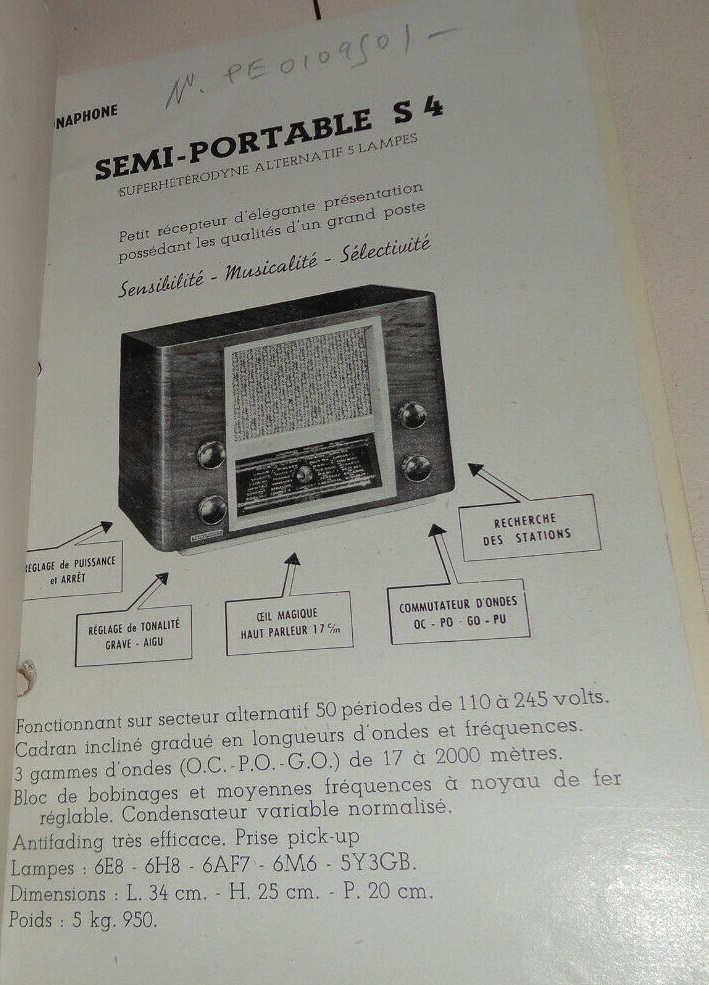 N. PE0109501 -
NAPHONE
SEMI-PORTABLE S 4
SUPERHÉTÉRODYNE ALTERNATIF 5 LAMPES
Petit récepteur d'élégante présentation
possédant les qualités d'un grand poste
Sensibilité - Musicalité - Sélectivité
RECHERCHE
DES STATIONS
RÉGLAGE de PUISSANCE
et ARRÊT
RÉGLAGE de TONALITÉ
GRAVE - AIGU
ŒIL MAGIQUE
HAUT PARLEUR 17 c/m
COMMUTATEUR D'ONDES
OC - PO - GO - PU
Fonctionnant sur secteur alternatif 50 périodes de 110 à 245 volts.
Cadran incliné gradué en longueurs d'ondes et fréquences.
3 gammes d'ondes (O.C.-P.O.-G.O.) de 17 à 2000 mètres.
Bloc de bobinages et moyennes fréquences à noyau de fer
réglable. Condensateur variable normalisé.
Antifading très efficace. Prise pick-up
Lampes : 6E8 - 6H8 - 6AF7 - 6M6 - 5Y3GB.
Dimensions : L. 34 cm. - H. 25 cm. - P. 20 cm.
Poids : 5 kg. 950.